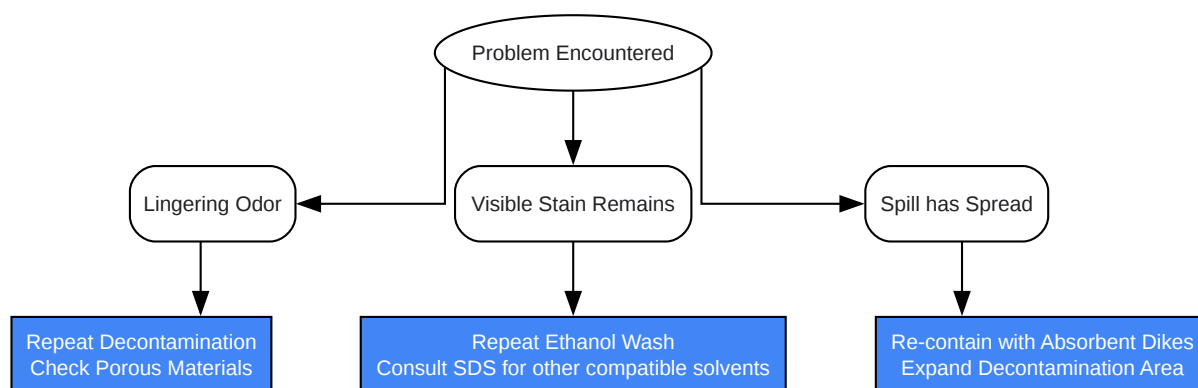 Problem Encountered
Lingering Odor
Visible Stain Remains
Spill has Spread
Repeat Decontamination
Check Porous Materials
Repeat Ethanol Wash
Consult SDS for other compatible solvents
Re-contain with Absorbent Dikes
Expand Decontamination Area